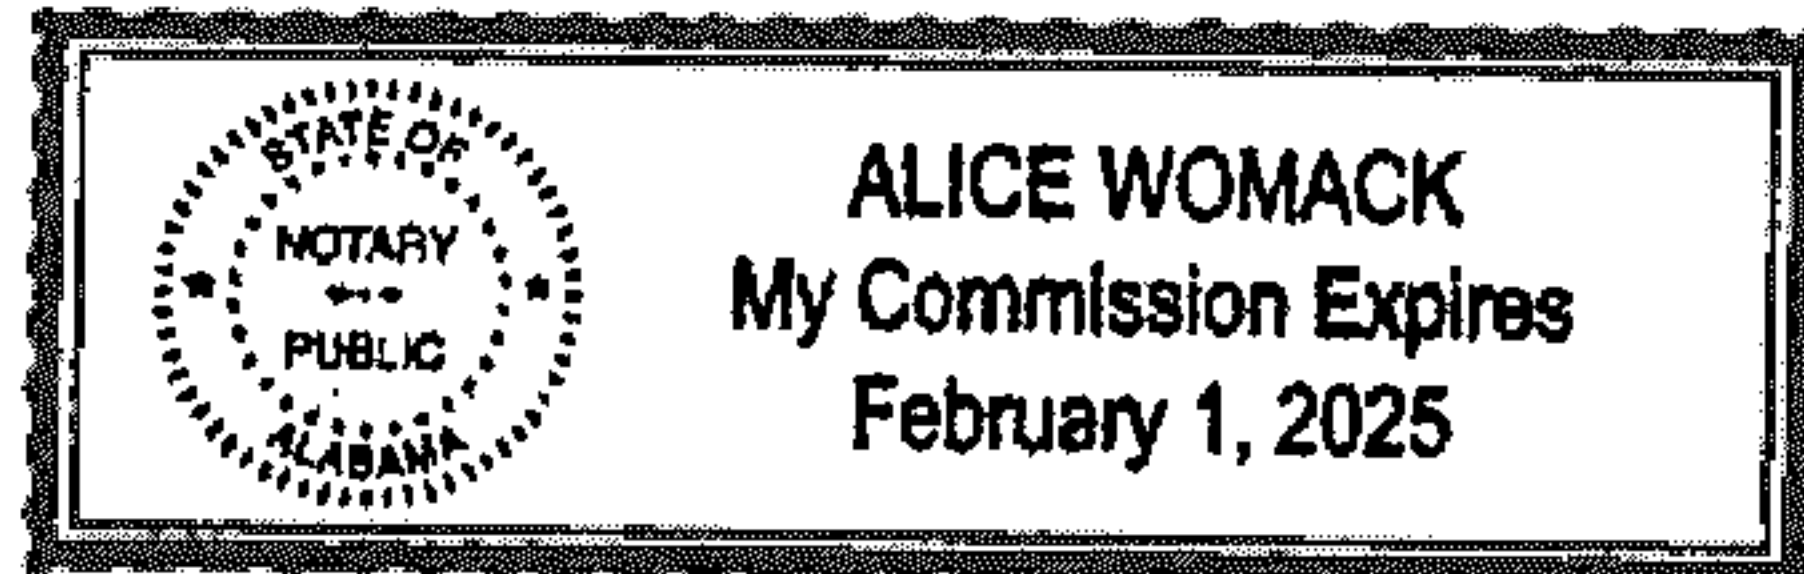 STATE OF
NOTARY
PUBLIC
ALABAMA
ALICE WOMACK
My Commission Expires
February 1, 2025